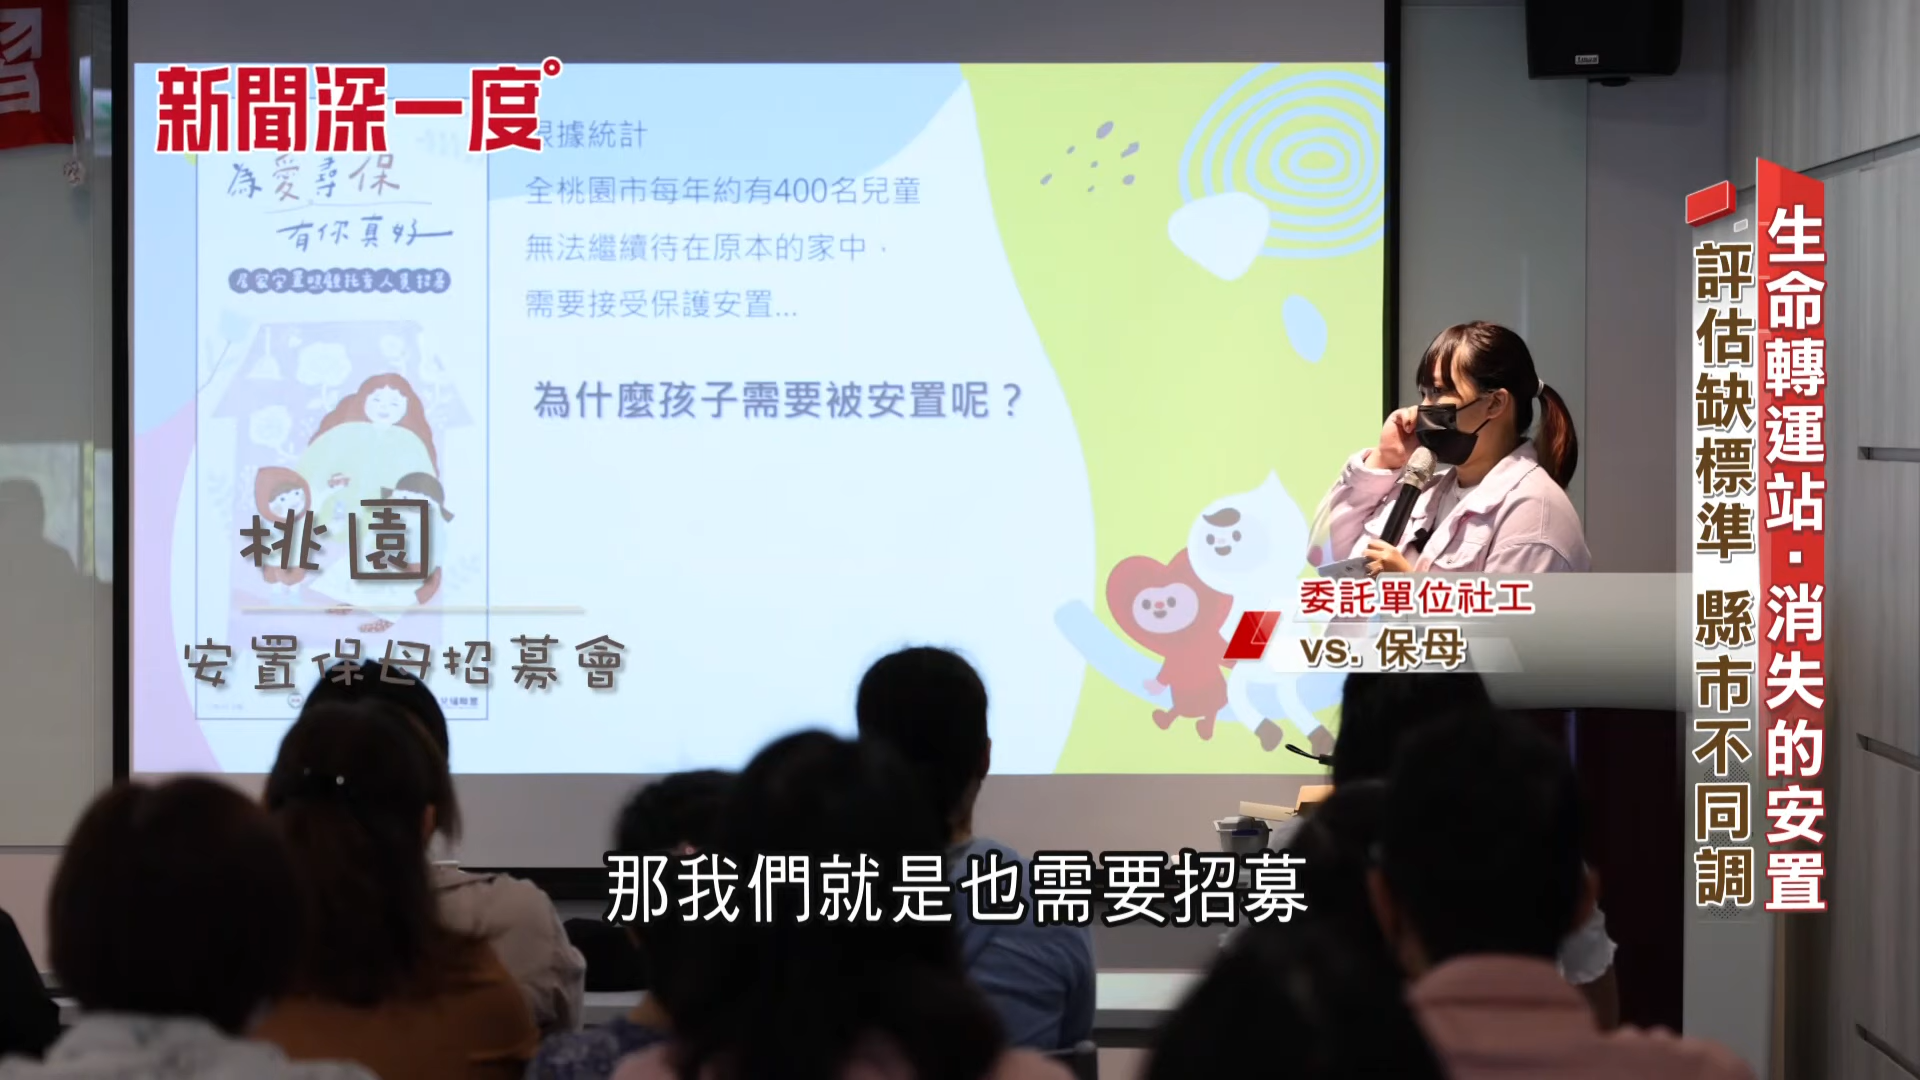 新聞深一度
為愛尋保
有你真好
根據統計
全桃園市每年約有400名兒童
無法繼續待在原本的家中，
需要接受保護安置...
為什麼孩子需要被安置呢？
桃園
安置保母招募會
委託單位社工
vs. 保母
生命轉運站·消失的安置
評估缺標準 縣市不同調
那我們就是也需要招募